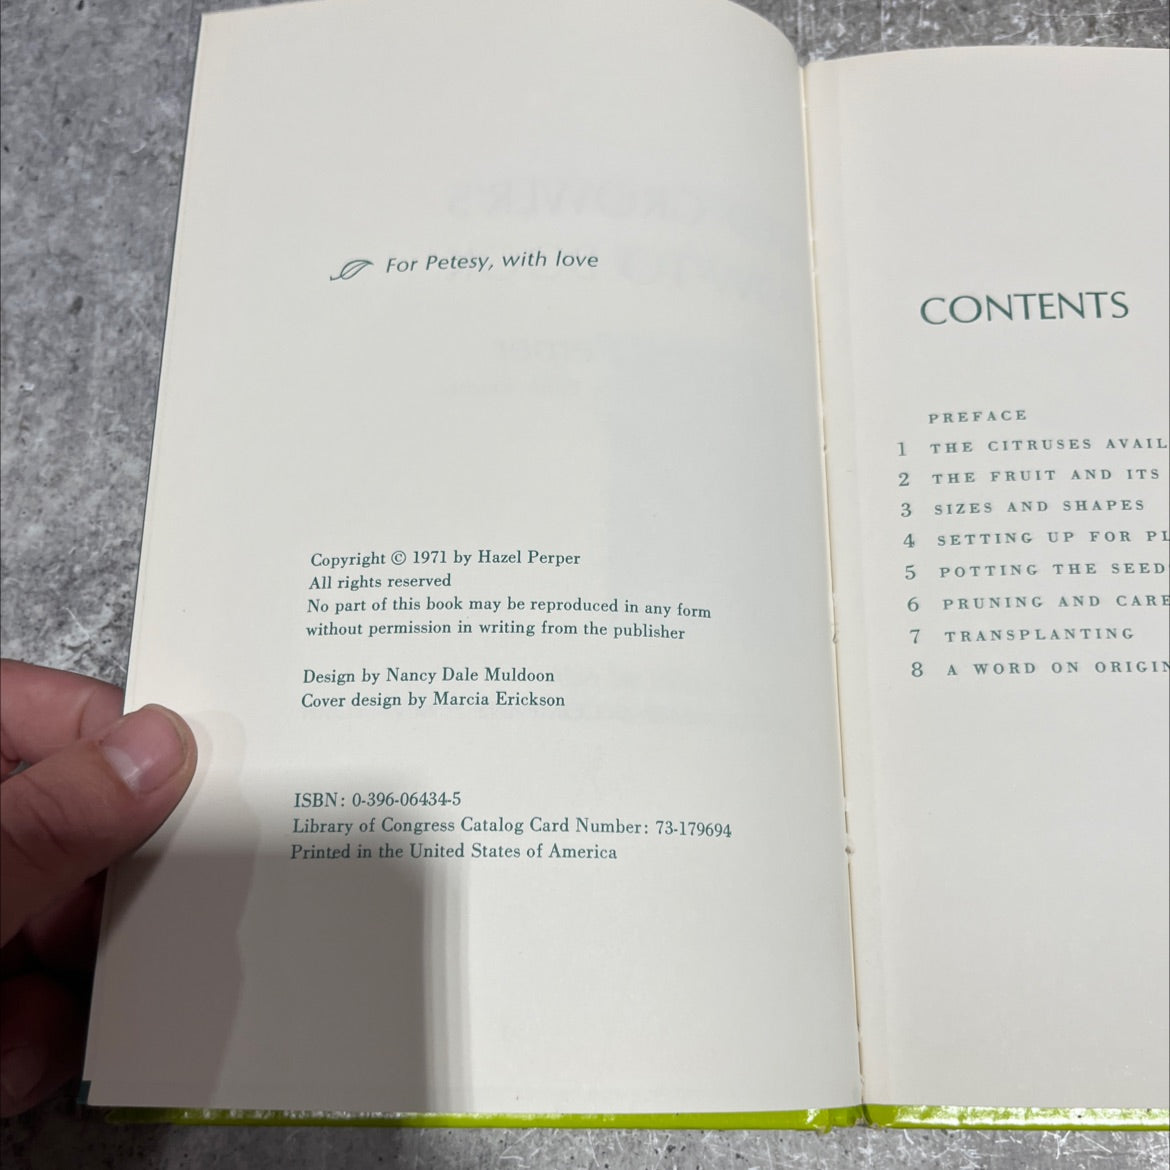 For Petesy, with love
Copyright © 1971 by Hazel Perper
All rights reserved
No part of this book may be reproduced in any form
without permission in writing from the publisher
Design by Nancy Dale Muldoon
Cover design by Marcia Erickson
ISBN: 0-396-06434-5
Library of Congress Catalog Card Number: 73-179694
Printed in the United States of America
CONTENTS
PREFACE
1 THE CITRUSES AVAIL
2 THE FRUIT AND ITS
3 SIZES AND SHAPES
4 SETTING UP FOR PL
5 POTTING THE SEED
6 PRUNING AND CARE
7 TRANSPLANTING
8 A WORD ON ORIGIN